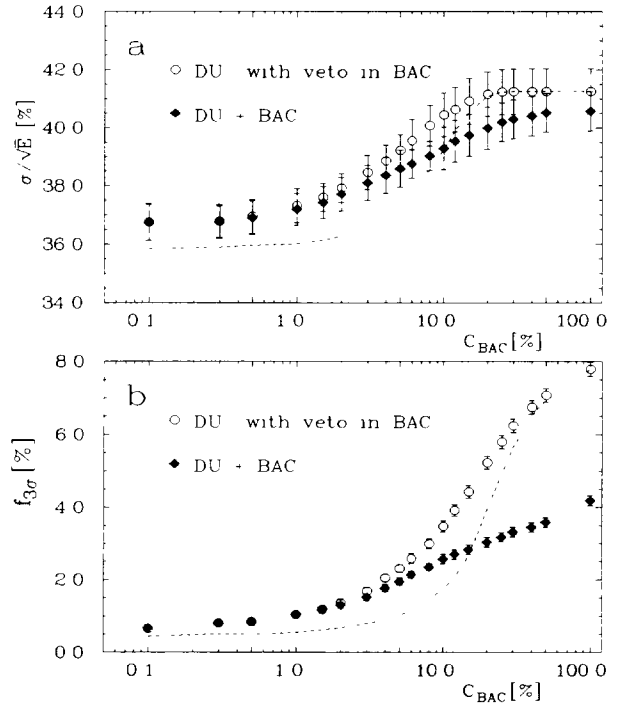 42 0
40 0
38 0
36 0
34 0
σ/√E [%]
a
DU with veto in BAC
DU + BAC
0 1
1 0
10 0
100 0
C_BAC [%]
8 0
6 0
4 0
2 0
0 0
f_3σ [%]
b
DU with veto in BAC
DU + BAC
0 1
1 0
10 0
100 0
C_BAC [%]